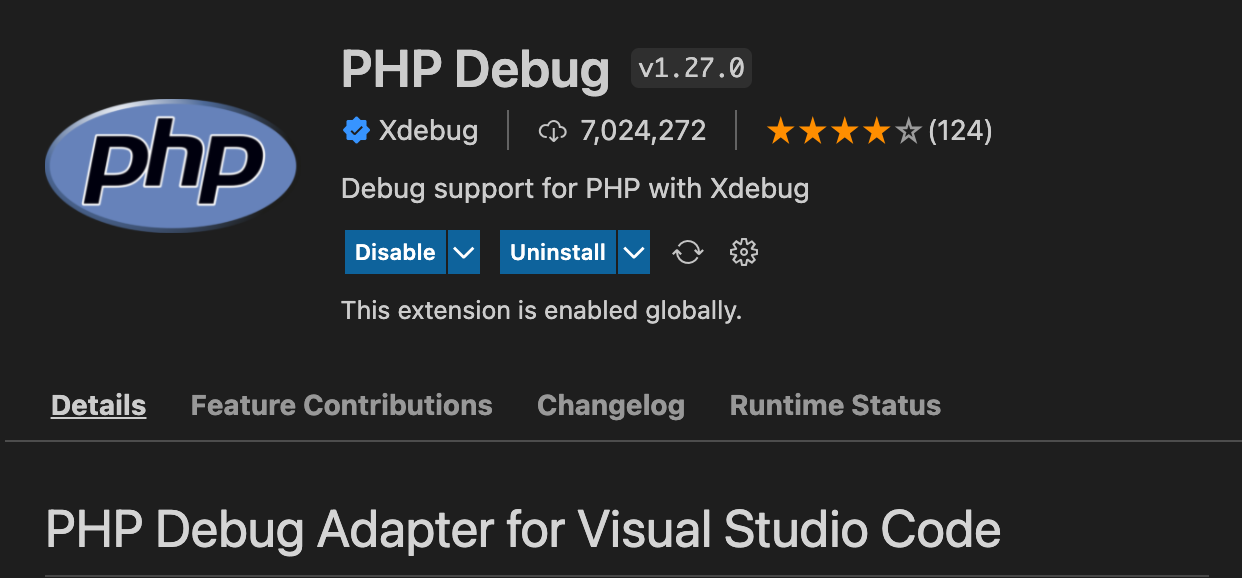 php
PHP Debug v1.27.0
Xdebug 7,024,272 (124)
Debug support for PHP with Xdebug
Disable Uninstall
This extension is enabled globally.
Details Feature Contributions Changelog Runtime Status
PHP Debug Adapter for Visual Studio Code